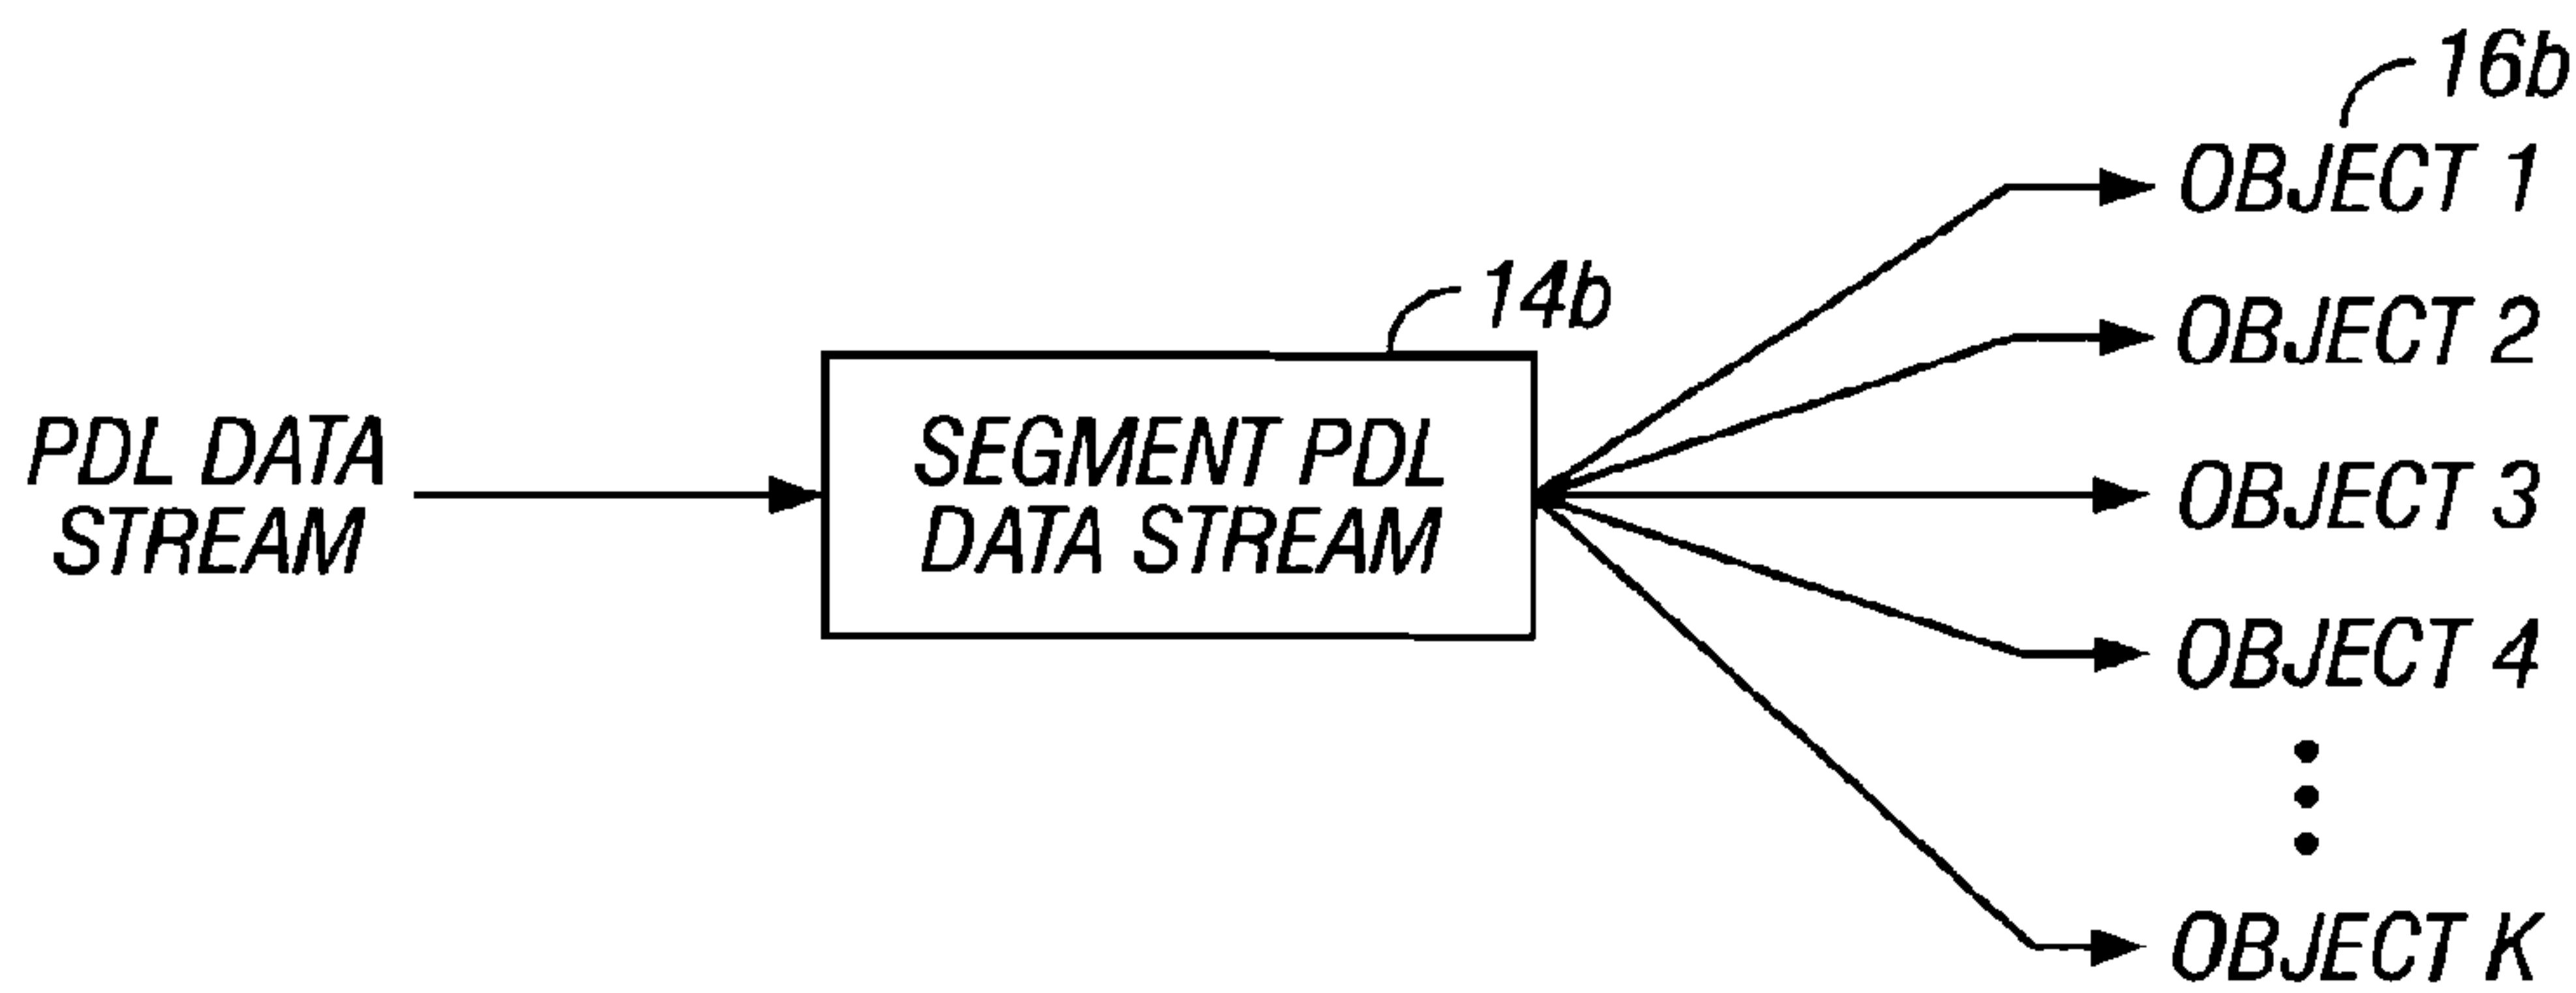 16b
OBJECT 1
14b
OBJECT 2
PDL DATA
STREAM
SEGMENT PDL
DATA STREAM
OBJECT 3
OBJECT 4
OBJECT K